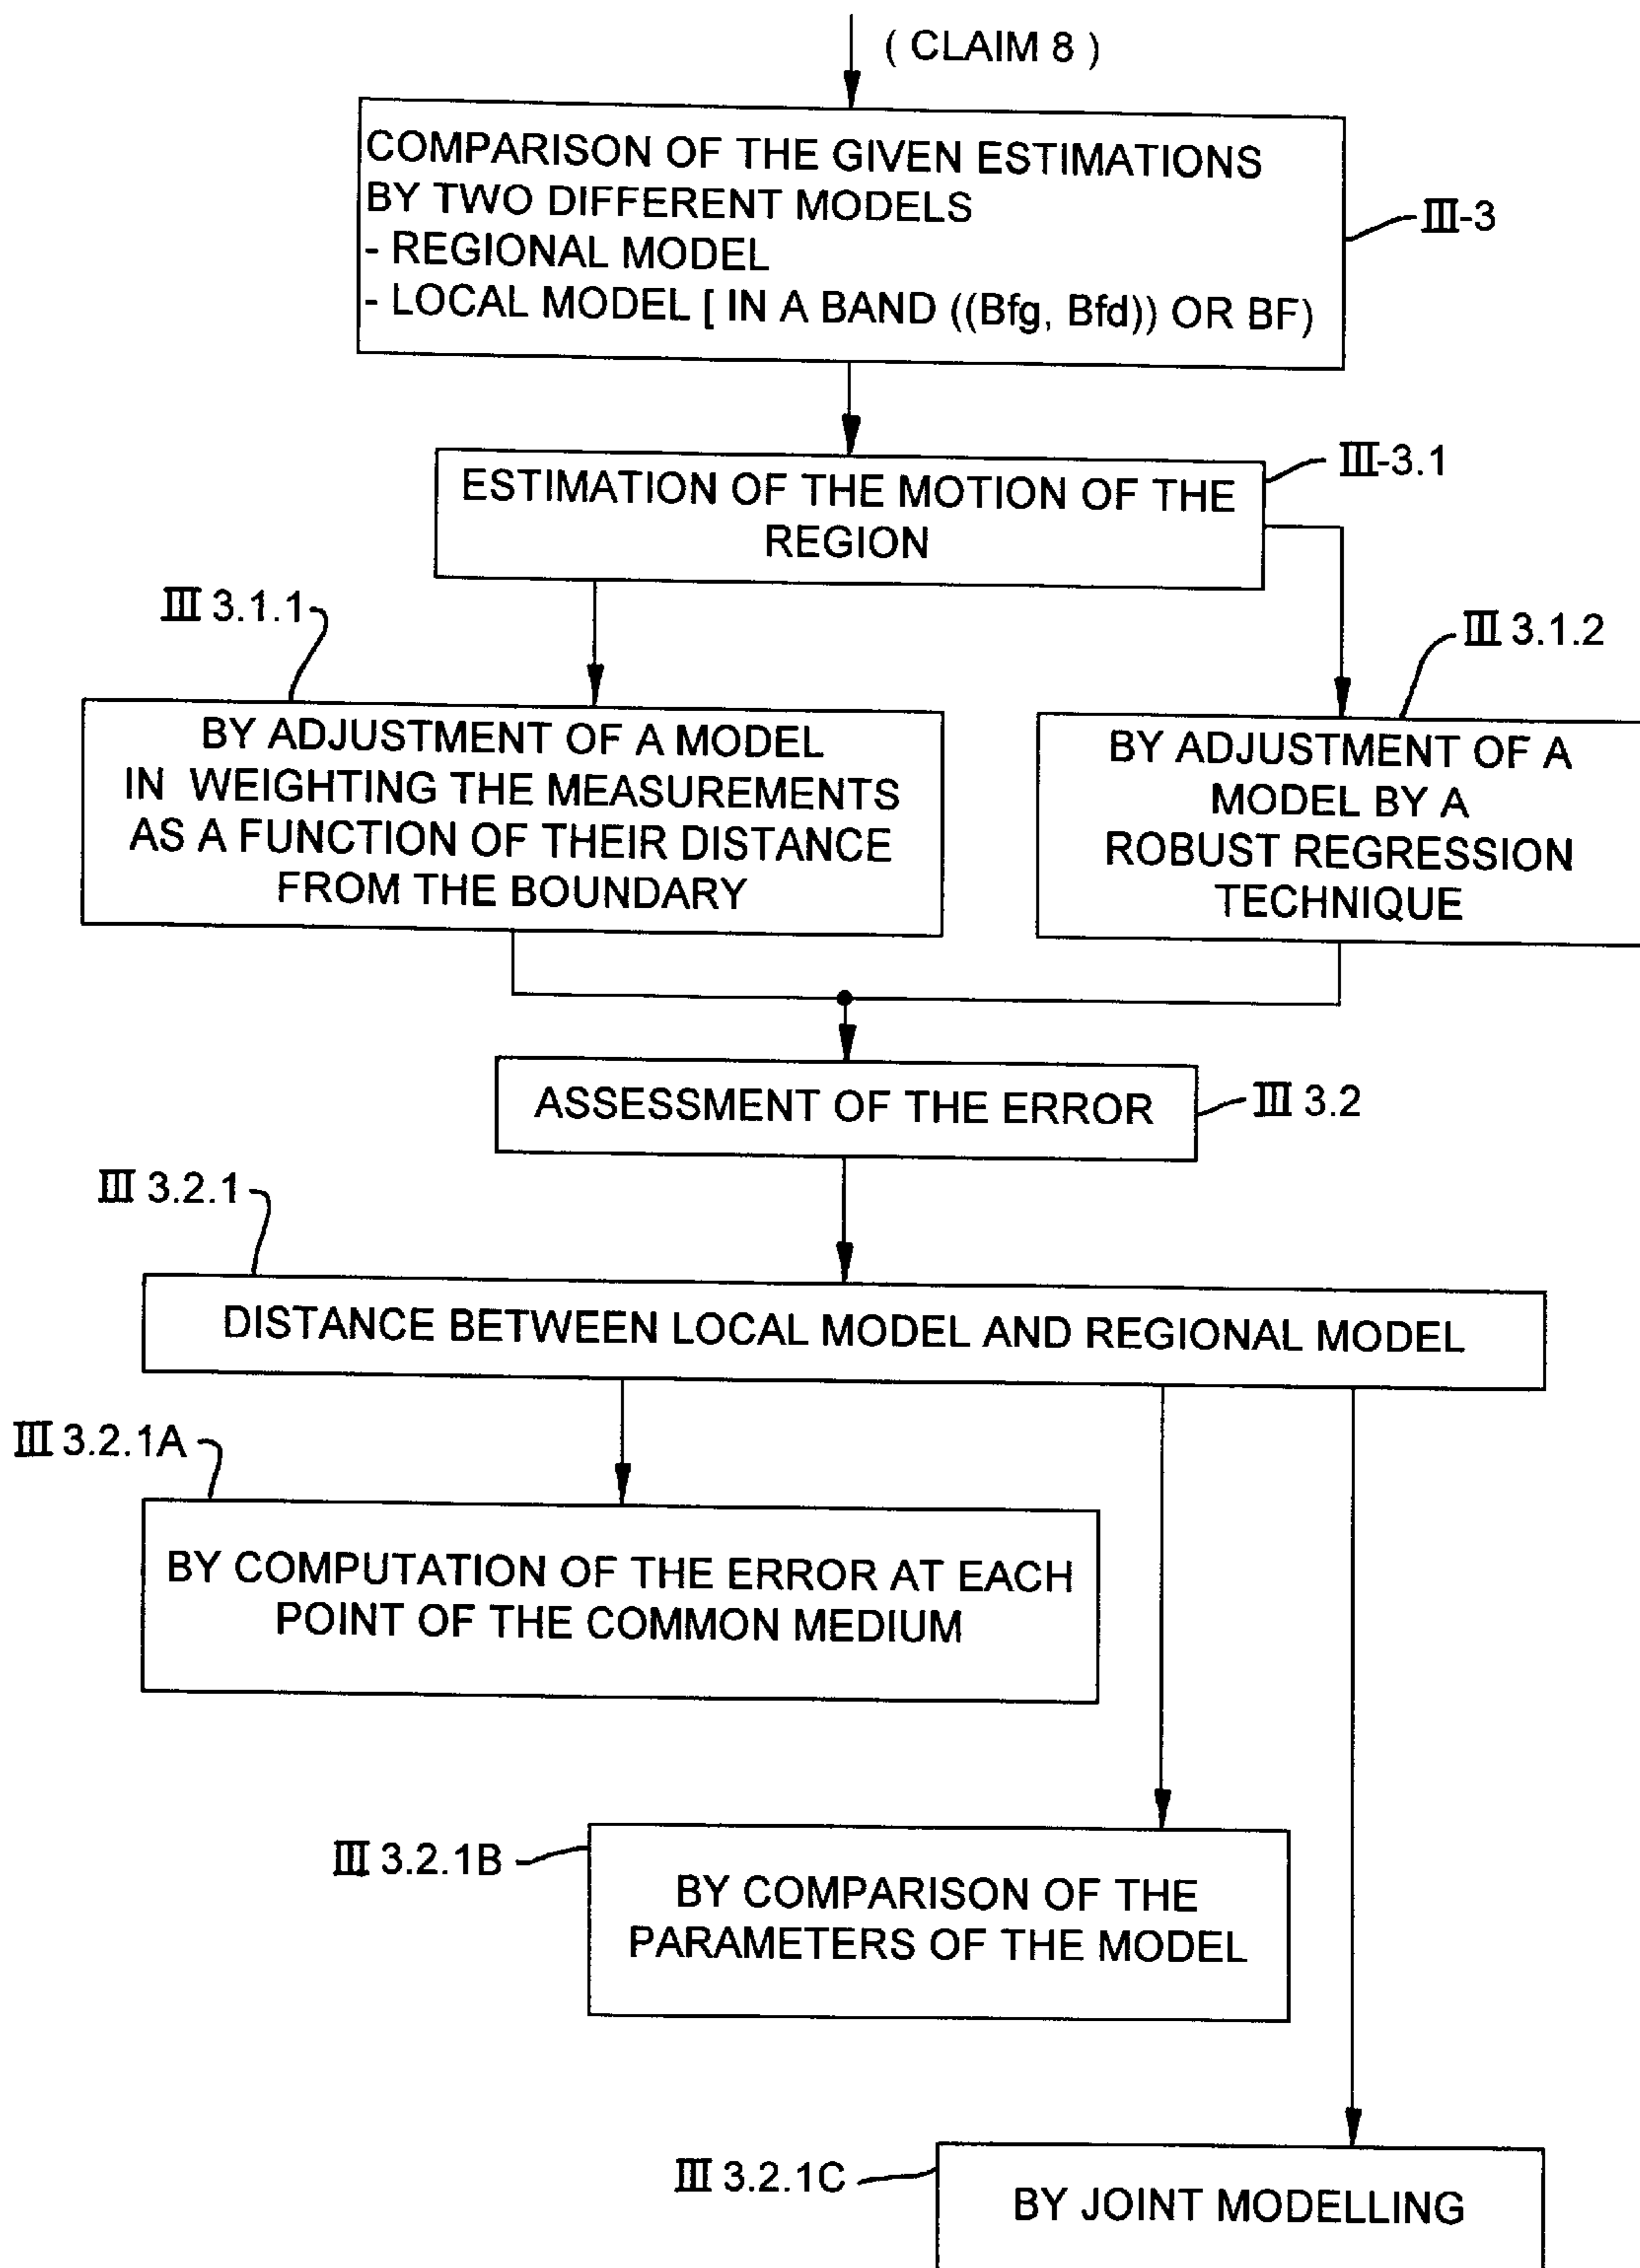 ( CLAIM 8 )
COMPARISON OF THE GIVEN ESTIMATIONS
BY TWO DIFFERENT MODELS
- REGIONAL MODEL
- LOCAL MODEL [ IN A BAND ((Bfg, Bfd)) OR BF)
III-3
ESTIMATION OF THE MOTION OF THE
REGION
III-3.1
III 3.1.1
BY ADJUSTMENT OF A MODEL
IN WEIGHTING THE MEASUREMENTS
AS A FUNCTION OF THEIR DISTANCE
FROM THE BOUNDARY
III 3.1.2
BY ADJUSTMENT OF A
MODEL BY A
ROBUST REGRESSION
TECHNIQUE
ASSESSMENT OF THE ERROR
III 3.2
III 3.2.1
DISTANCE BETWEEN LOCAL MODEL AND REGIONAL MODEL
III 3.2.1A
BY COMPUTATION OF THE ERROR AT EACH
POINT OF THE COMMON MEDIUM
III 3.2.1B
BY COMPARISON OF THE
PARAMETERS OF THE MODEL
III 3.2.1C
BY JOINT MODELLING